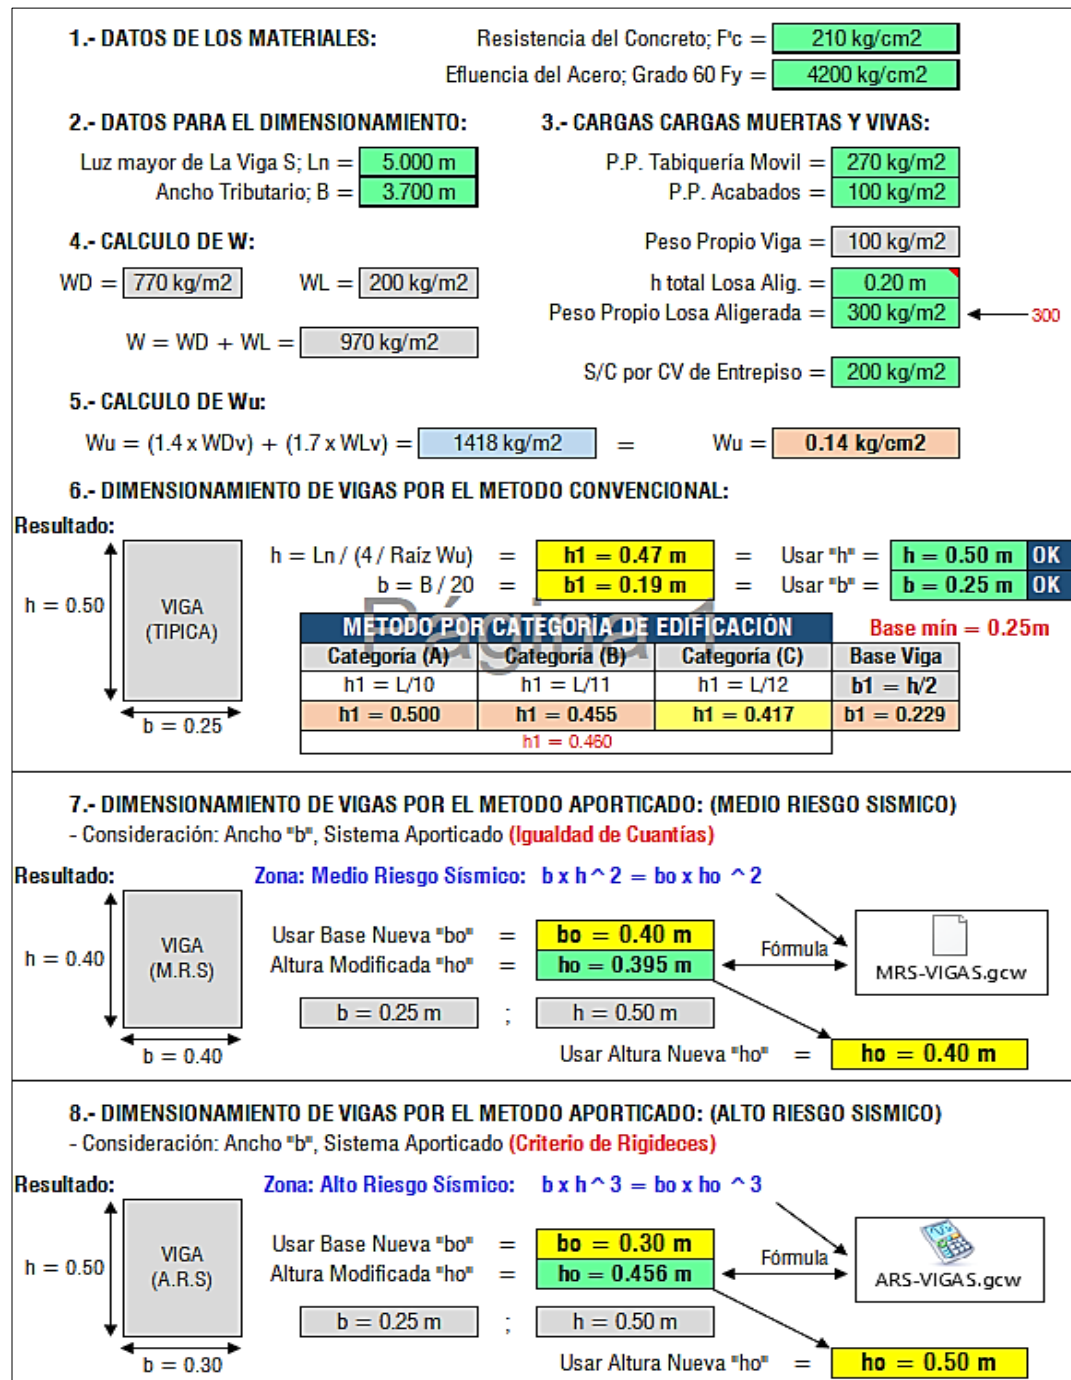 1.- DATOS DE LOS MATERIALES: Resistencia del Concreto; F'c = 210 kg/cm2
Efluencia del Acero; Grado 60 Fy = 4200 kg/cm2
2.- DATOS PARA EL DIMENSIONAMIENTO: 3.- CARGAS CARGAS MUERTAS Y VIVAS:
Luz mayor de La Viga S; Ln = 5.000 m P.P. Tabiquería Movil = 270 kg/m2
Ancho Tributario; B = 3.700 m P.P. Acabados = 100 kg/m2
4.- CALCULO DE W: Peso Propio Viga = 100 kg/m2
WD = 770 kg/m2 WL = 200 kg/m2 h total Losa Alig. = 0.20 m
Peso Propio Losa Aligerada = 300 kg/m2 300
W = WD + WL = 970 kg/m2
S/C por CV de Entrepiso = 200 kg/m2
5.- CALCULO DE Wu:
Wu = (1.4 x WDv) + (1.7 x WLv) = 1418 kg/m2 = Wu = 0.14 kg/cm2
6.- DIMENSIONAMIENTO DE VIGAS POR EL METODO CONVENCIONAL:
Resultado:
h = Ln / (4 / Raíz Wu) = h1 = 0.47 m = Usar "h" = h = 0.50 m OK
b = B / 20 = b1 = 0.19 m = Usar "b" = b = 0.25 m OK
h = 0.50 VIGA
(TIPICA)
b = 0.25
Página 1
METODO POR CATEGORÍA DE EDIFICACIÓN Base mín = 0.25m
Categoría (A) Categoría (B) Categoría (C) Base Viga
h1 = L/10 h1 = L/11 h1 = L/12 b1 = h/2
h1 = 0.500 h1 = 0.455 h1 = 0.417 b1 = 0.229
h1 = 0.460
7.- DIMENSIONAMIENTO DE VIGAS POR EL METODO APORTICADO: (MEDIO RIESGO SISMICO)
- Consideración: Ancho "b", Sistema Aporticado (Igualdad de Cuantías)
Resultado: Zona: Medio Riesgo Sísmico: b x h ^ 2 = bo x ho ^ 2
Usar Base Nueva "bo" = bo = 0.40 m
Altura Modificada "ho" = ho = 0.395 m Fórmula MRS-VIGAS.gcw
h = 0.40 VIGA
(M.R.S)
b = 0.25 m ; h = 0.50 m
b = 0.40 Usar Altura Nueva "ho" = ho = 0.40 m
8.- DIMENSIONAMIENTO DE VIGAS POR EL METODO APORTICADO: (ALTO RIESGO SISMICO)
- Consideración: Ancho "b", Sistema Aporticado (Criterio de Rigideces)
Resultado: Zona: Alto Riesgo Sísmico: b x h ^ 3 = bo x ho ^ 3
Usar Base Nueva "bo" = bo = 0.30 m
Altura Modificada "ho" = ho = 0.456 m Fórmula ARS-VIGAS.gcw
h = 0.50 VIGA
(A.R.S)
b = 0.25 m ; h = 0.50 m
b = 0.30 Usar Altura Nueva "ho" = ho = 0.50 m